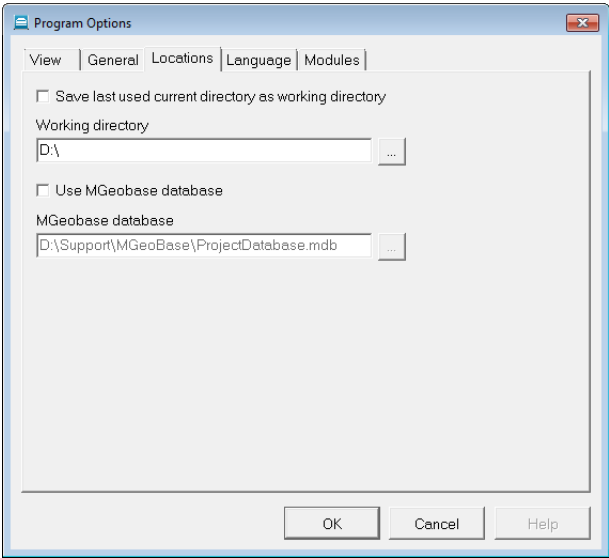 Program Options
View General Locations Language Modules
Save last used current directory as working directory
Working directory
D:\
...
Use MGeobase database
MGeobase database
D:\Support\MGeoBase\ProjectDatabase.mdb
...
OK Cancel Help